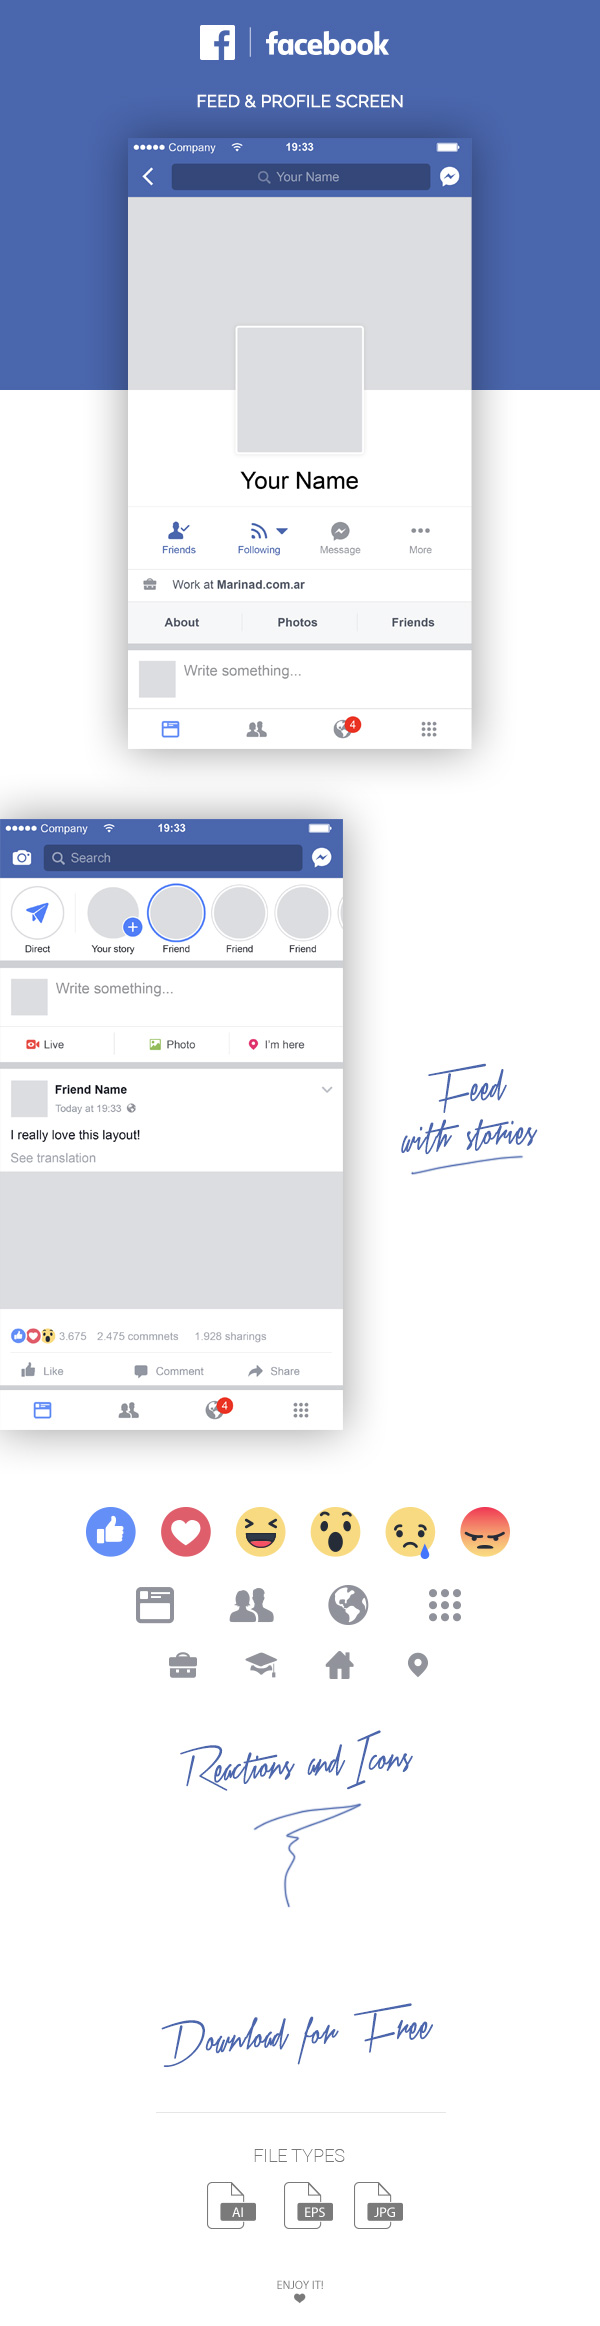 facebook
FEED & PROFILE SCREEN
Company 19:33
Your Name
Your Name
Friends Following Message More
Work at Marinad.com.ar
About Photos Friends
Write something...
4
Company 19:33
Search
Direct Your story Friend Friend Friend
Write something...
Live Photo I'm here
Friend Name
Today at 19:33
I really love this layout!
See translation
3.675 2.475 commnets 1.928 sharings
Like Comment Share
4
Feed
with stories
Reactions and Icons
Download for Free
FILE TYPES
AI EPS JPG
ENJOY IT!